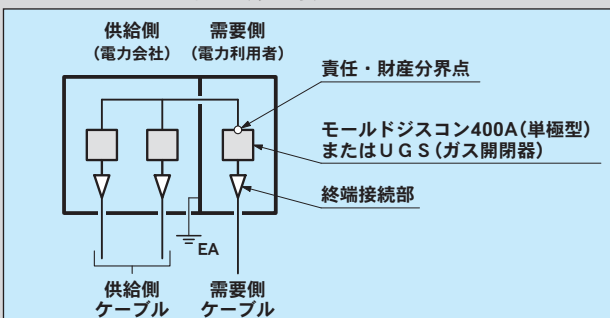 供給側
(電力会社)
需要側
(電力利用者)
責任・財産分界点
モールドジスコン400A(単極型)
またはUGS(ガス開閉器)
終端接続部
EA
供給側
ケーブル
需要側
ケーブル